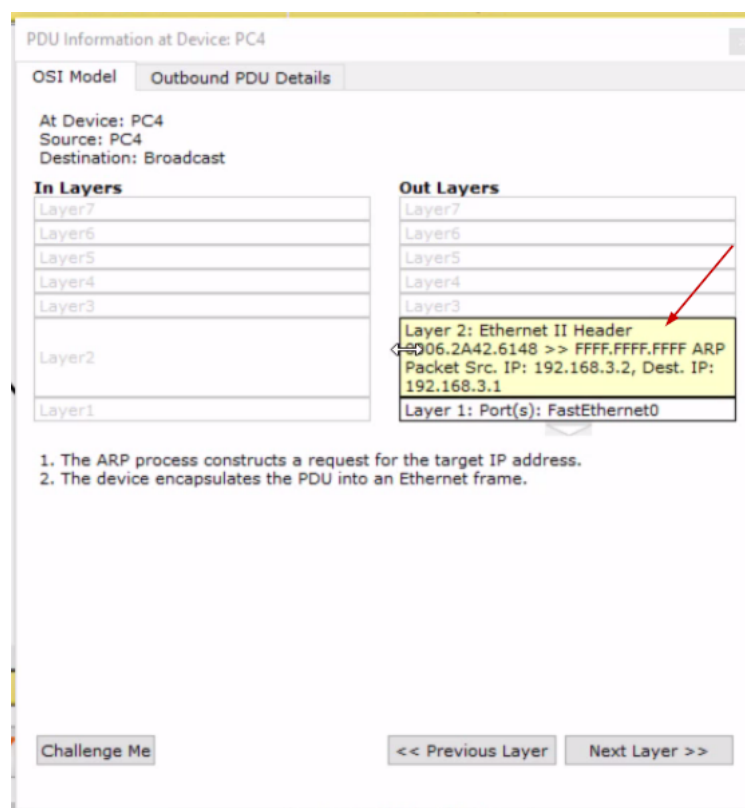 PDU Information at Device: PC4
OSI Model
Outbound PDU Details
At Device: PC4
Source: PC4
Destination: Broadcast
In Layers
Layer7
Layer6
Layer5
Layer4
Layer3
Layer2
Layer1
Out Layers
Layer7
Layer6
Layer5
Layer4
Layer3
Layer 2: Ethernet II Header
0006.2A42.6148 >> FFFF.FFFF.FFFF ARP
Packet Src. IP: 192.168.3.2, Dest. IP:
192.168.3.1
Layer 1: Port(s): FastEthernet0
1. The ARP process constructs a request for the target IP address.
2. The device encapsulates the PDU into an Ethernet frame.
Challenge Me
<< Previous Layer
Next Layer >>